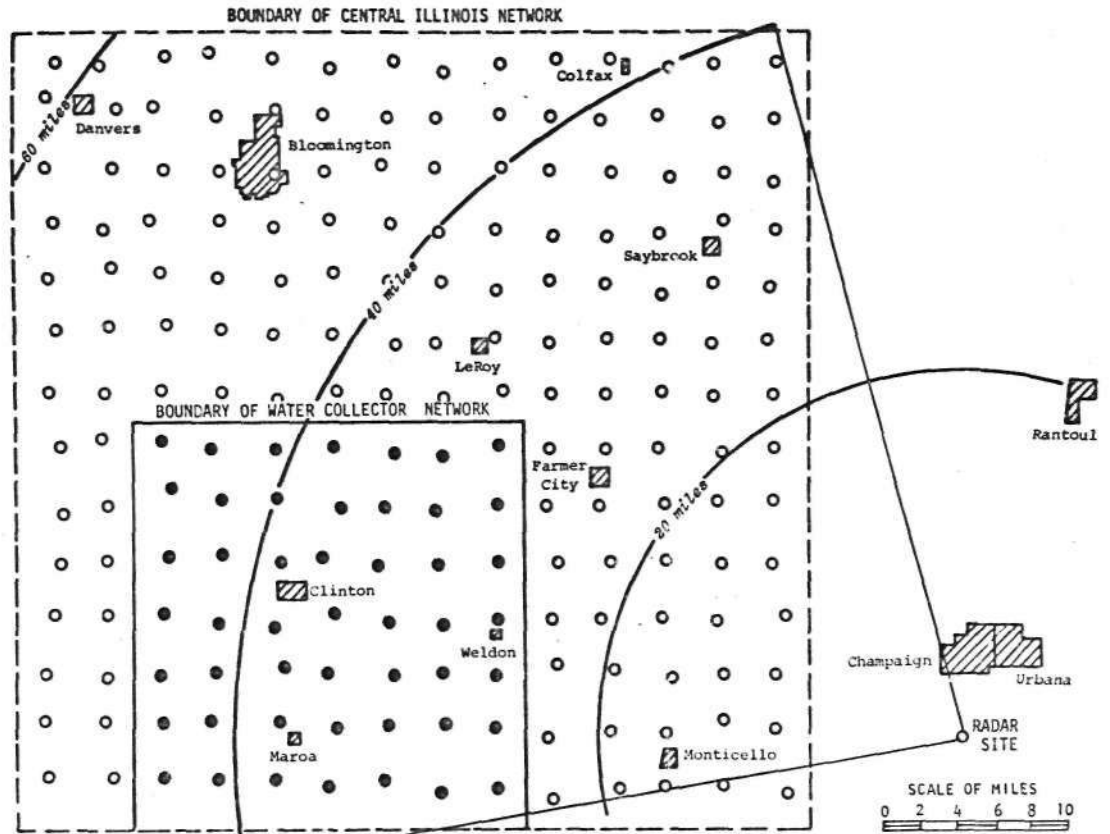 BOUNDARY OF CENTRAL ILLINOIS NETWORK
Colfax
60 miles
Danvers
Bloomington
Saybrook
40 miles
LeRoy
BOUNDARY OF WATER COLLECTOR NETWORK
Rantoul
Farmer
City
20 miles
Clinton
Weldon
Champaign
Urbana
Maroa
Monticello
RADAR
SITE
SCALE OF MILES
0 2 4 6 8 10